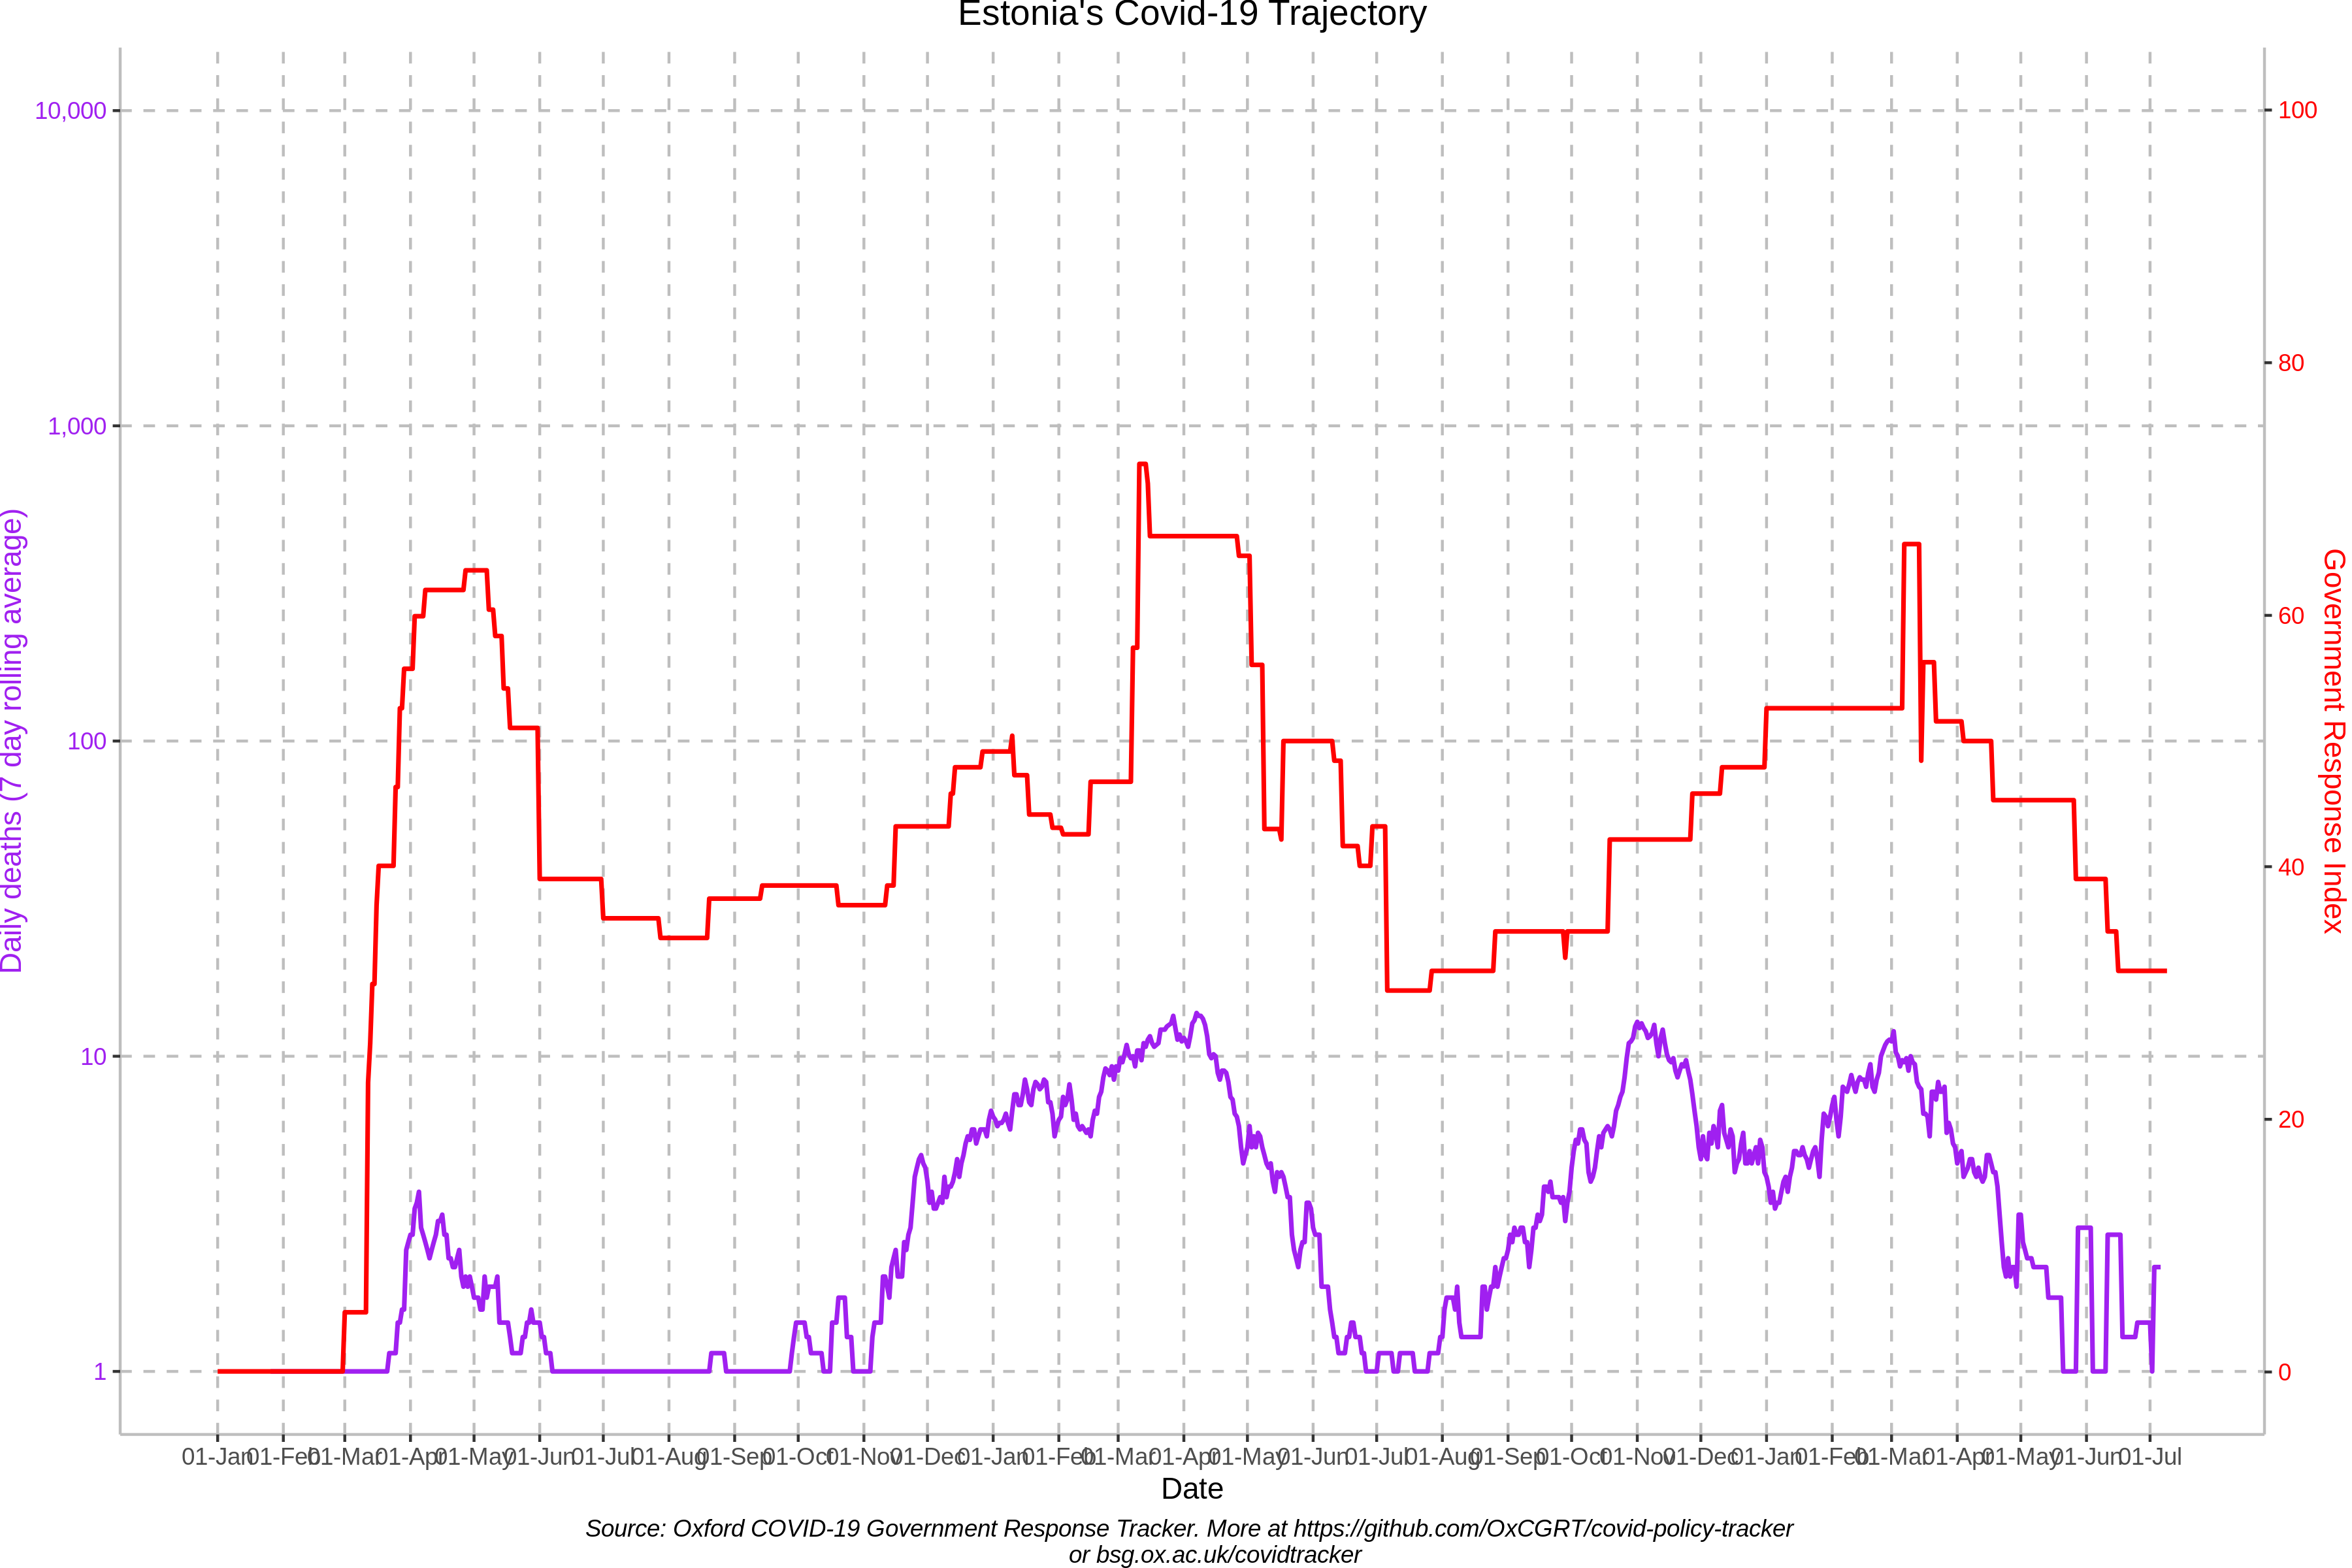 Estonia's Covid-19 Trajectory
Daily deaths (7 day rolling average)
10,000
1,000
100
10
1
100
80
60
40
20
0
Government Response Index
01-Jan 01-Feb 01-Mar 01-Apr 01-May 01-Jun 01-Jul 01-Aug 01-Sep 01-Oct 01-Nov 01-Dec 01-Jan 01-Feb 01-Mar 01-Apr 01-May 01-Jun 01-Jul 01-Aug 01-Sep 01-Oct 01-Nov 01-Dec 01-Jan 01-Feb 01-Mar 01-Apr 01-May 01-Jun 01-Jul
Date
Source: Oxford COVID-19 Government Response Tracker. More at https://github.com/OxCGRT/covid-policy-tracker
or bsg.ox.ac.uk/covidtracker